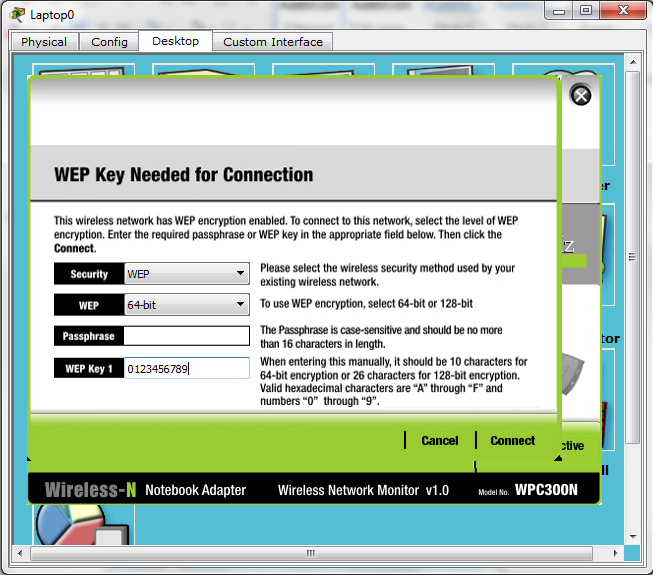 Laptop0
Physical Config Desktop Custom Interface
WEP Key Needed for Connection
This wireless network has WEP encryption enabled. To connect to this network, select the level of WEP
encryption. Enter the required passphrase or WEP key in the appropriate field below. Then click the
Connect.
Security WEP
Please select the wireless security method used by your
existing wireless network.
WEP 64-bit
To use WEP encryption, select 64-bit or 128-bit
Passphrase
The Passphrase is case-sensitive and should be no more
than 16 characters in length.
WEP Key 1 0123456789
When entering this manually, it should be 10 characters for
64-bit encryption or 26 characters for 128-bit encryption.
Valid hexadecimal characters are "A" through "F" and
numbers "0" through "9".
Cancel Connect
Wireless-N Notebook Adapter Wireless Network Monitor v1.0 Model No. WPC300N